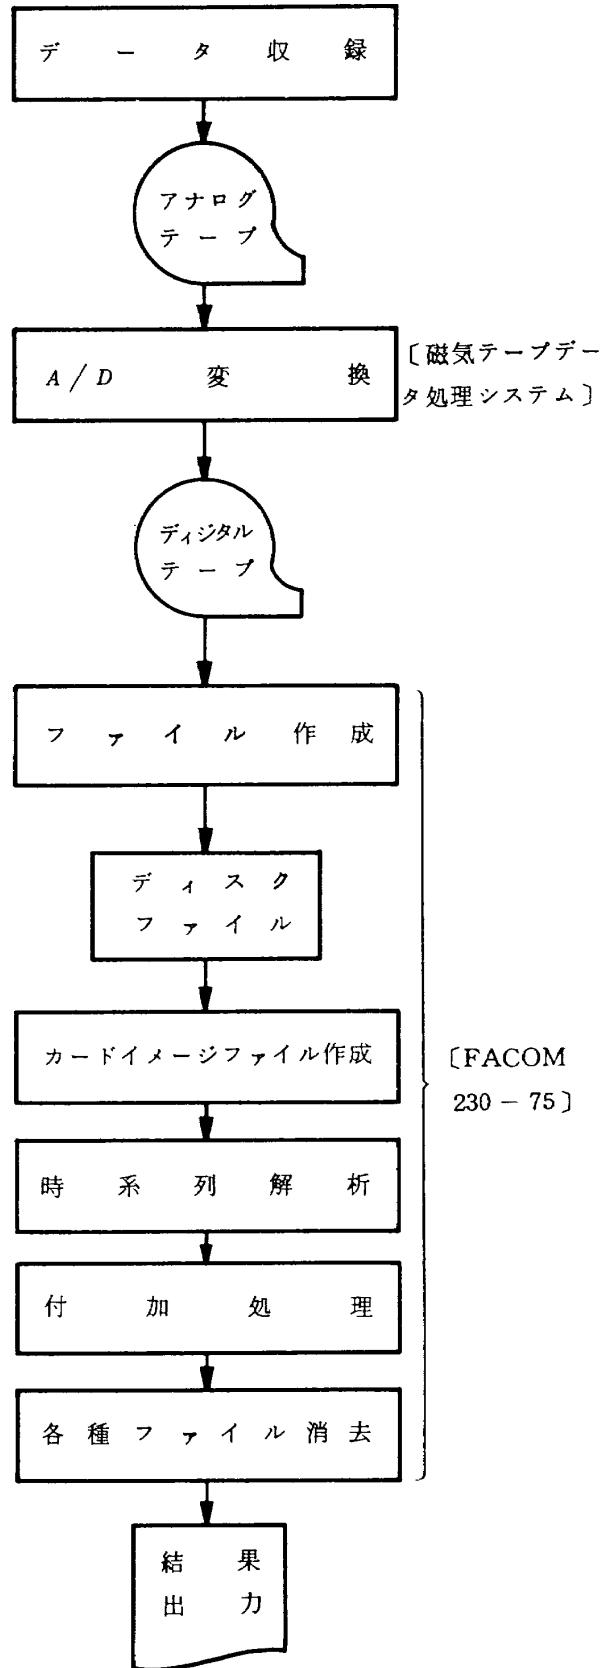 データ収録
アナログ
テープ
A/D 変換
〔磁気テープデー
タ処理システム〕
ディジタル
テープ
ファイル作成
ディスク
ファイル
カードイメージファイル作成
〔FACOM
230-75〕
時系列解析
付加処理
各種ファイル消去
結果
出力